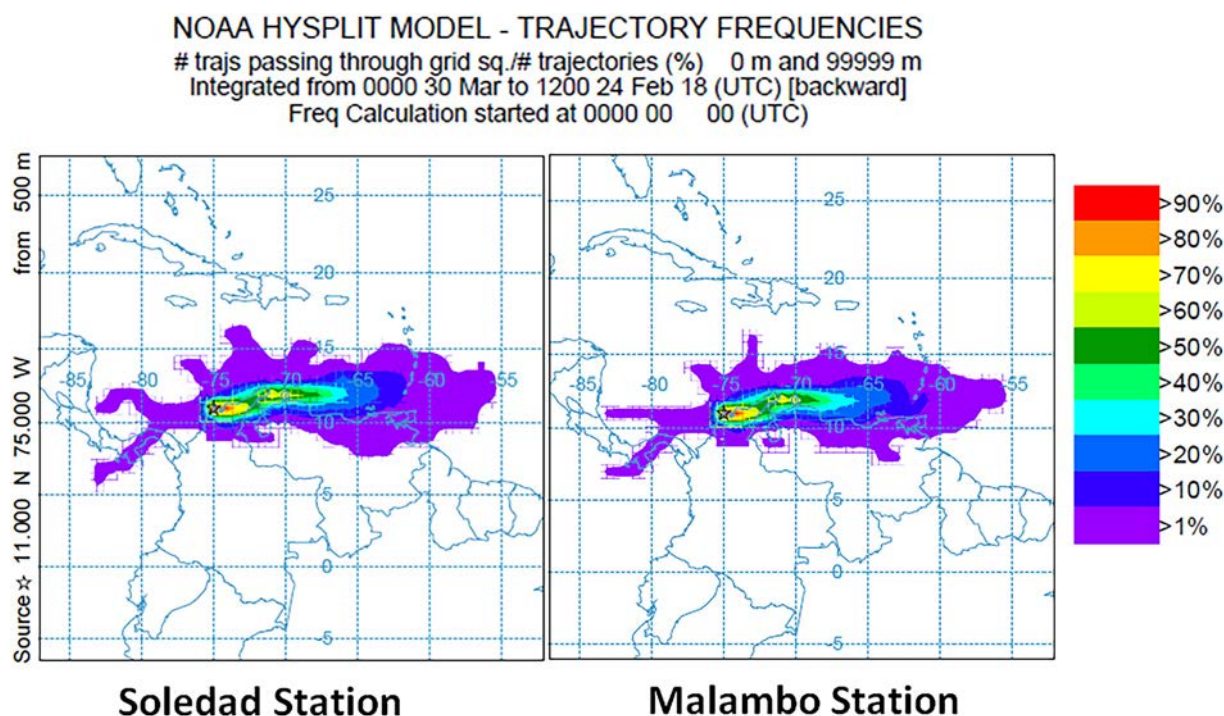 NOAA HYSPLIT MODEL - TRAJECTORY FREQUENCIES
# trajs passing through grid sq./# trajectories (%) 0 m and 99999 m
Integrated from 0000 30 Mar to 1200 24 Feb 18 (UTC) [backward]
Freq Calculation started at 0000 00 00 (UTC)
Source ☆ 11.000 N 75.000 W from 500 m
25
20
15
-85 -80 -75 -70 -55
10
5
0
-5
25
20
15
-85 -80 -75 -70 -55
10
5
0
-5
>90%
>80%
>70%
>60%
>50%
>40%
>30%
>20%
>10%
>1%
Soledad Station
Malambo Station